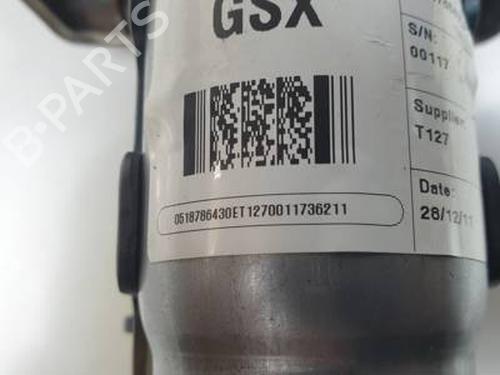 GSX
S/N:
00117
Supplier:
T127
Date:
28/12/11
0518786430ET1270011736211
B-PARTS